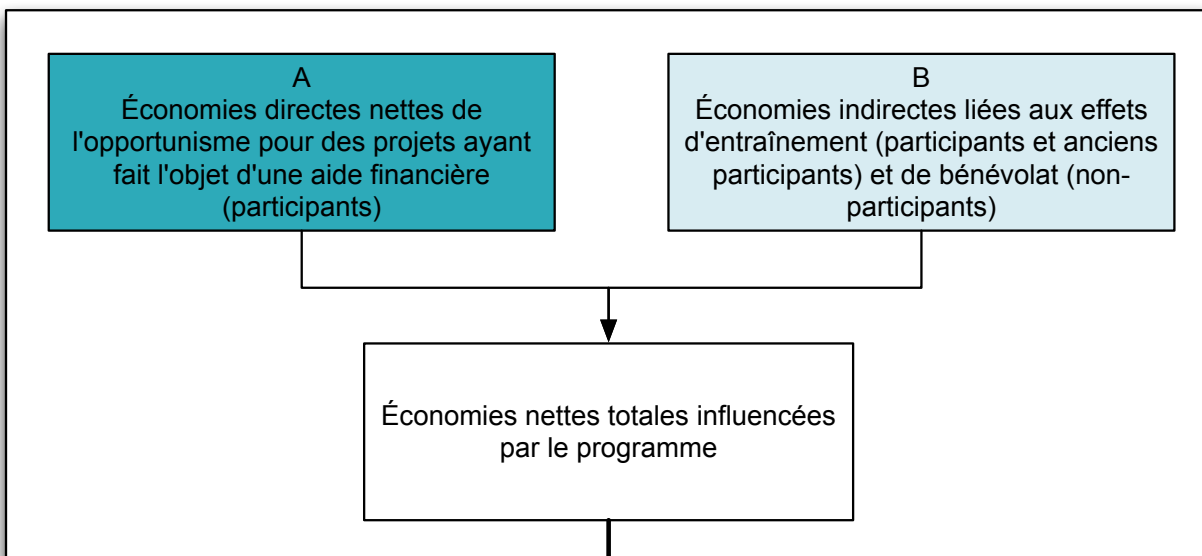 A
Économies directes nettes de
l'opportunisme pour des projets ayant
fait l'objet d'une aide financière
(participants)
B
Économies indirectes liées aux effets
d'entraînement (participants et anciens
participants) et de bénévolat (non-
participants)
Économies nettes totales influencées
par le programme